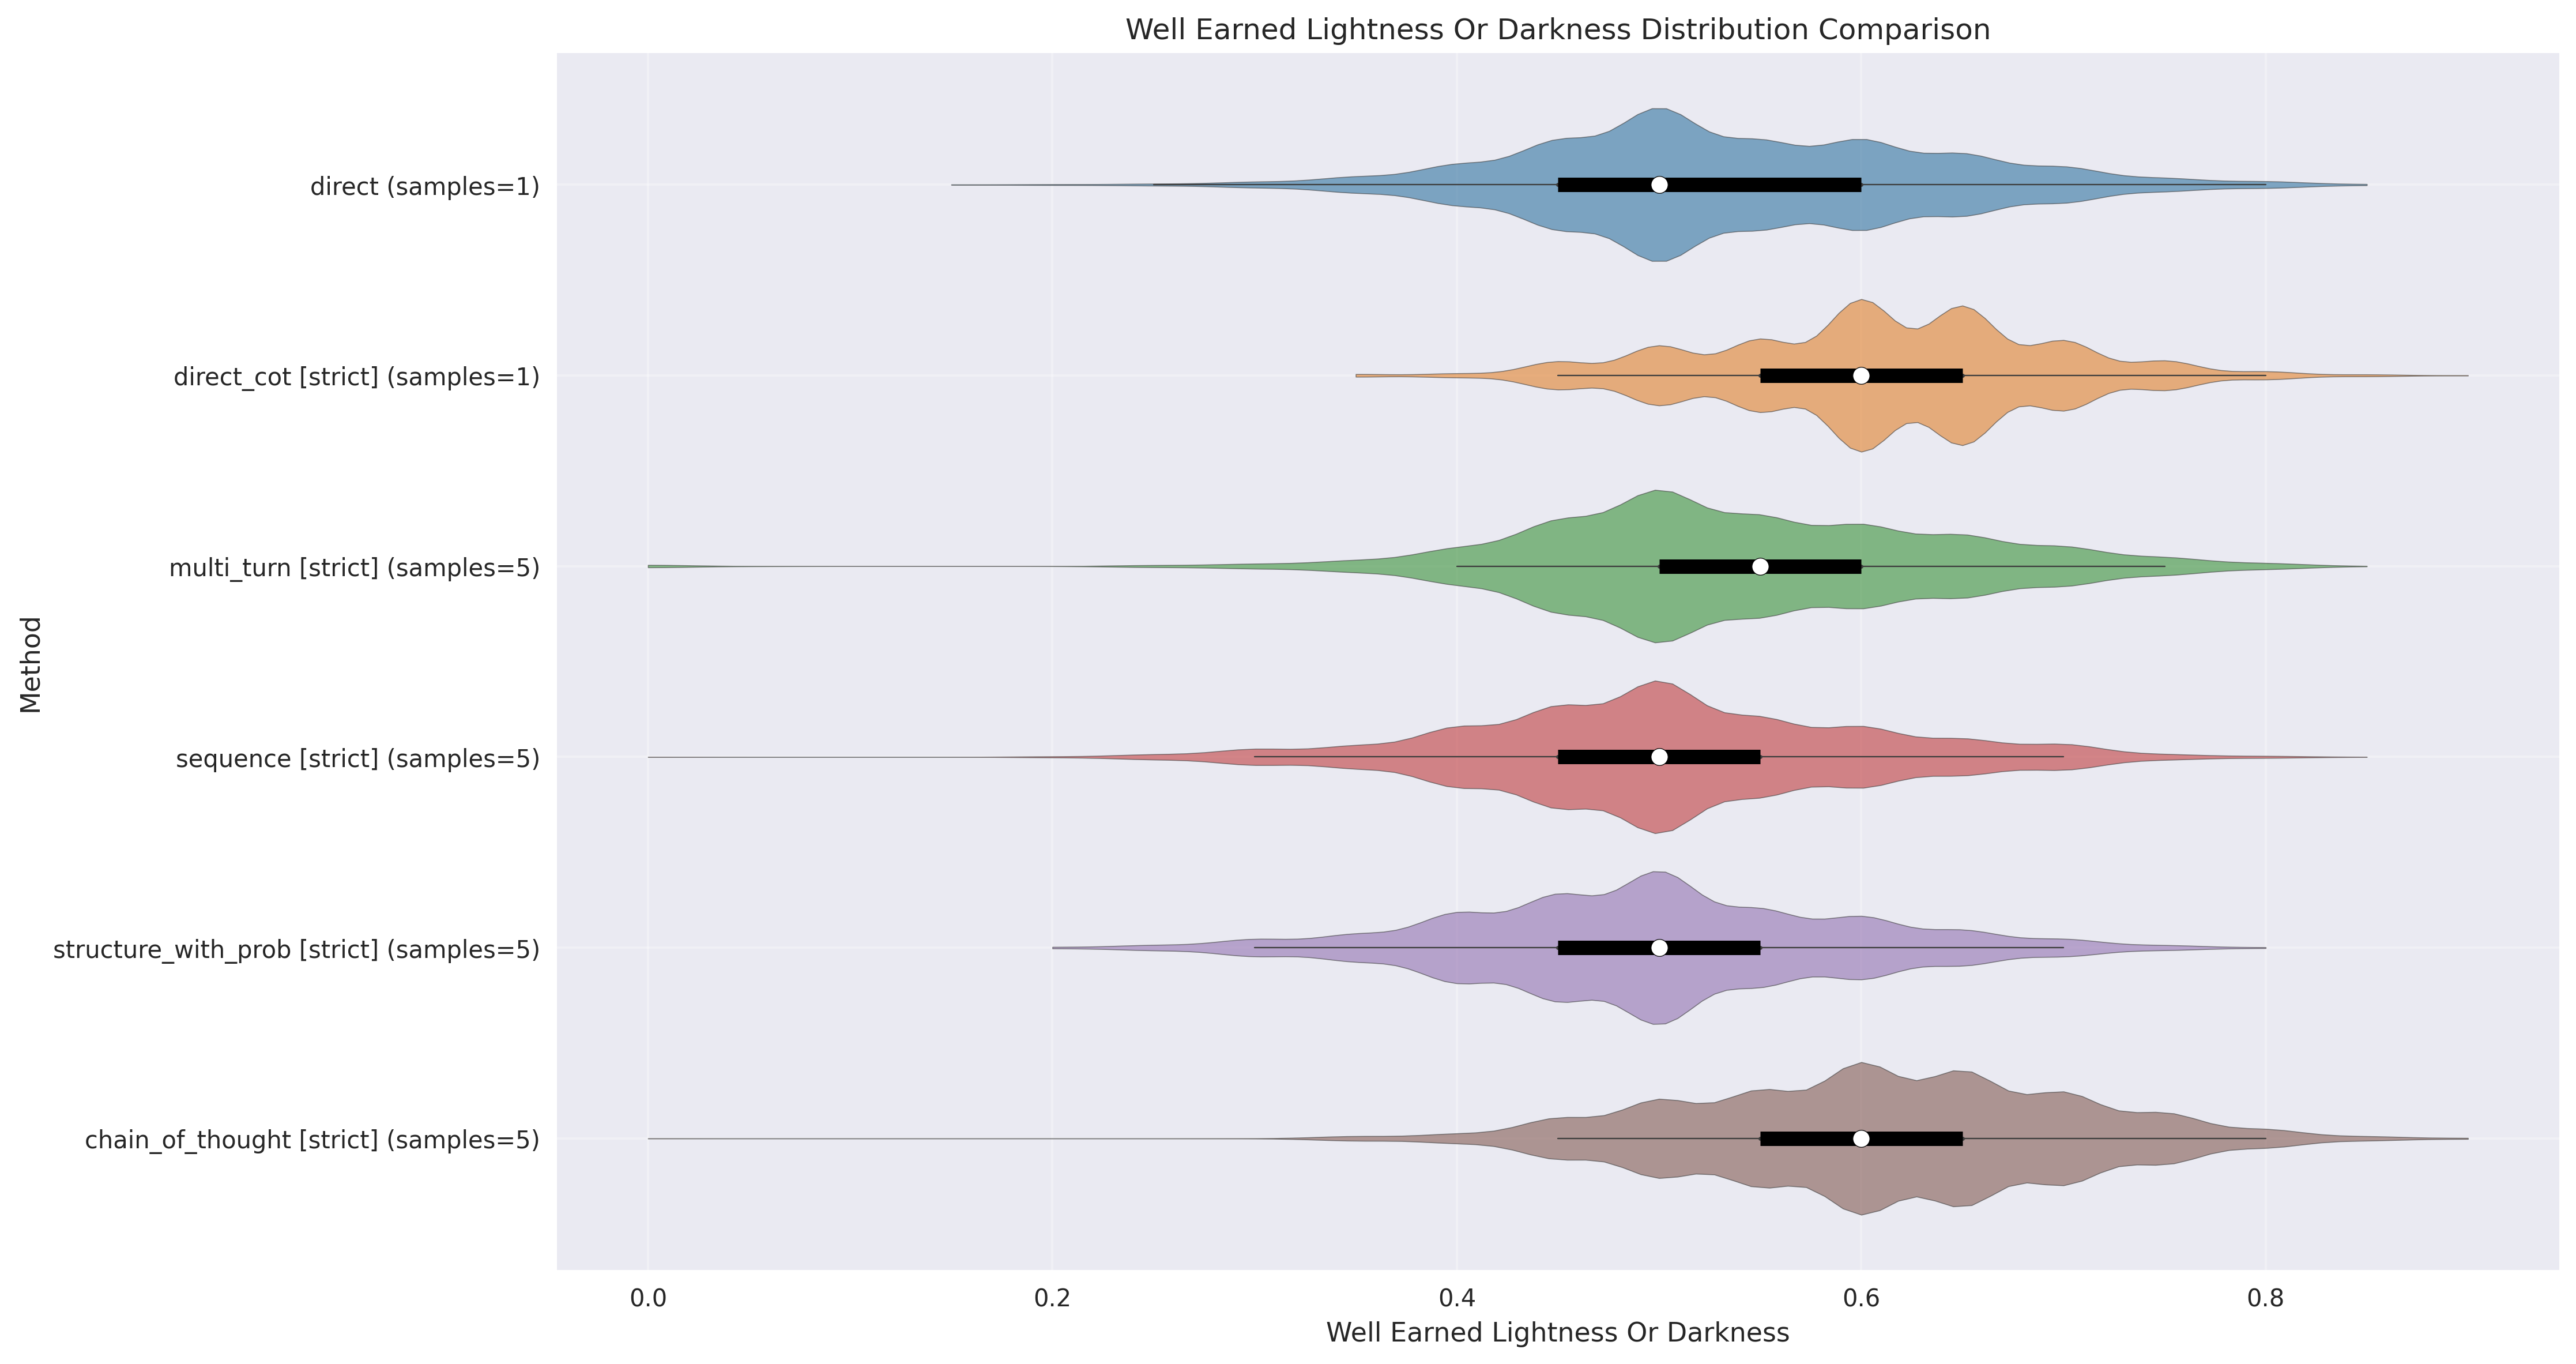 Well Earned Lightness Or Darkness Distribution Comparison
Method
direct (samples=1)
direct_cot [strict] (samples=1)
multi_turn [strict] (samples=5)
sequence [strict] (samples=5)
structure_with_prob [strict] (samples=5)
chain_of_thought [strict] (samples=5)
0.0 0.2 0.4 0.6 0.8
Well Earned Lightness Or Darkness